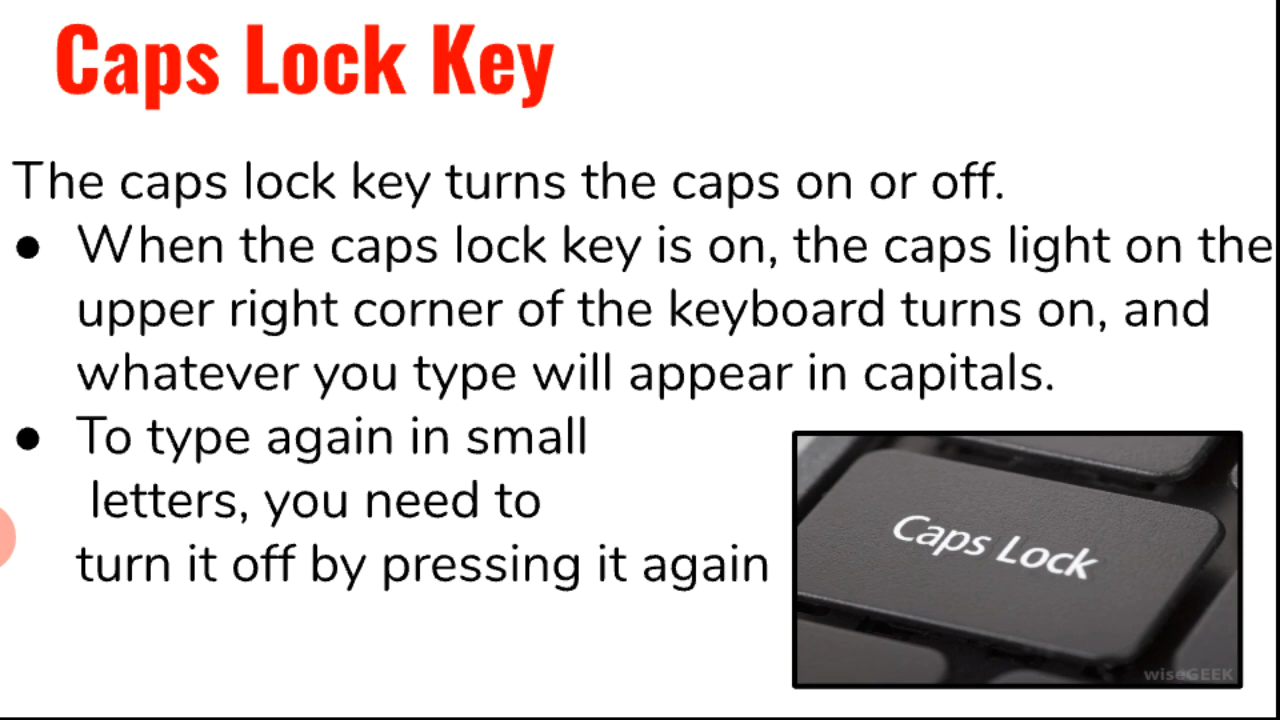 Caps Lock Key
The caps lock key turns the caps on or off.
● When the caps lock key is on, the caps light on the
upper right corner of the keyboard turns on, and
whatever you type will appear in capitals.
● To type again in small
letters, you need to
turn it off by pressing it again
Caps Lock
wiseGEEK